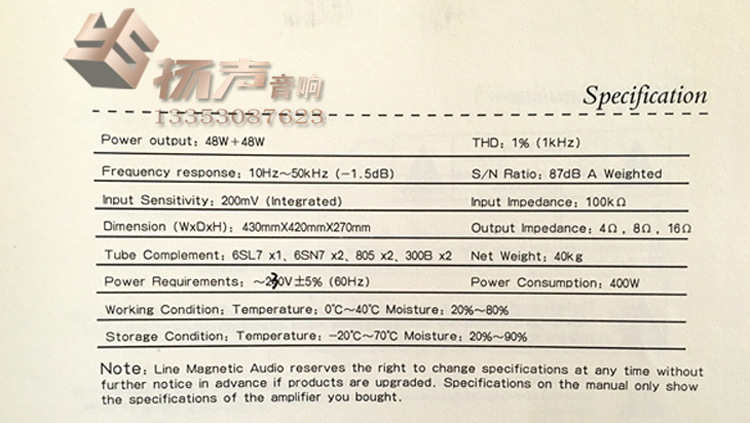 扬声音响
13353087623
Specification
Power output: 48W+48W THD: 1% (1kHz)
Frequency response: 10Hz~50kHz (-1.5dB) S/N Ratio: 87dB A Weighted
Input Sensitivity: 200mV (Integrated) Input Impedance: 100kΩ
Dimension (WxDxH): 430mmX420mmX270mm Output Impedance: 4Ω, 8Ω, 16Ω
Tube Complement: 6SL7 x1、6SN7 x2、805 x2、300B x2 Net Weight: 40kg
Power Requirements: ~230V±5% (60Hz) Power Consumption: 400W
Working Condition: Temperature: 0℃~40℃ Moisture: 20%~80%
Storage Condition: Temperature: -20℃~70℃ Moisture: 20%~90%
Note: Line Magnetic Audio reserves the right to change specifications at any time without
further notice in advance if products are upgraded. Specifications on the manual only show
the specifications of the amplifier you bought.